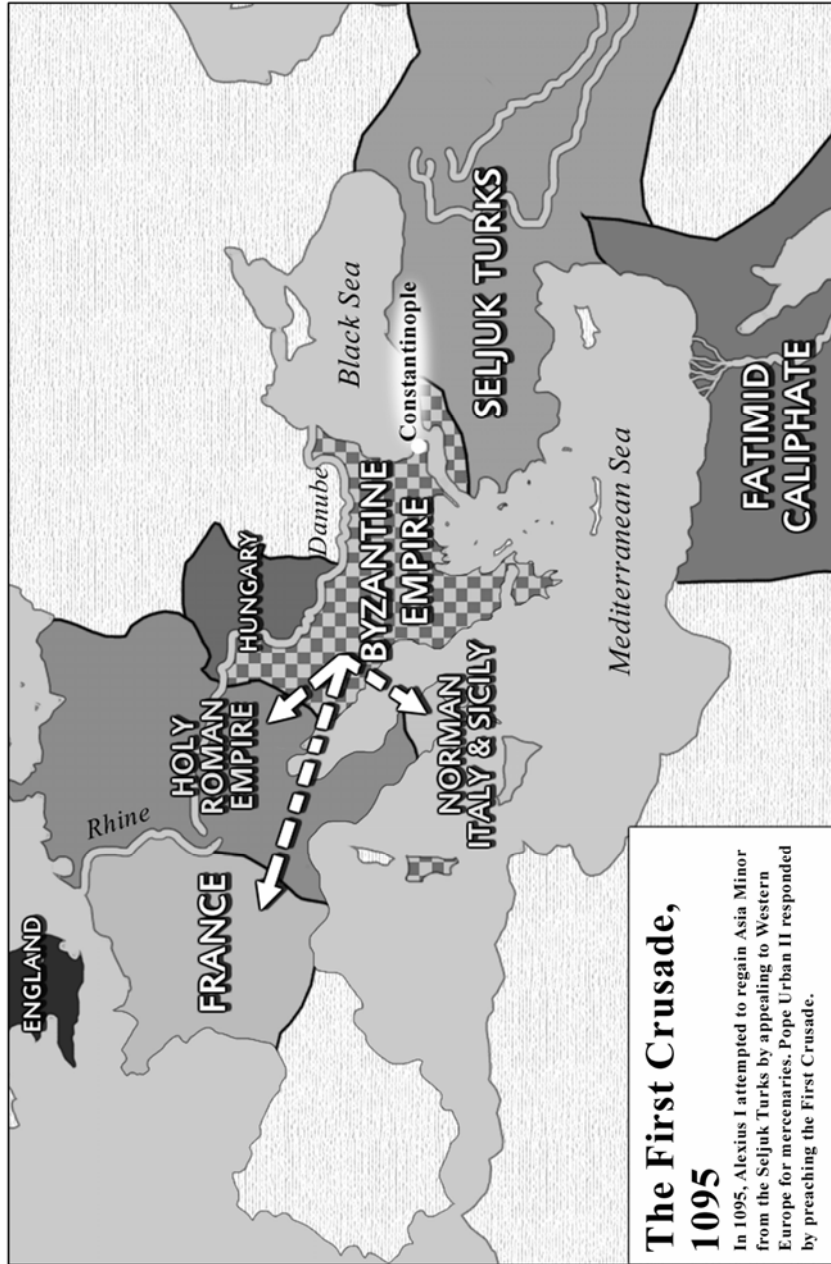 ENGLAND
Rhine
FRANCE
HOLY
ROMAN
EMPIRE
HUNGARY
Danube
BYZANTINE
EMPIRE
Black Sea
Constantinople
SELJUK TURKS
NORMAN
ITALY & SICILY
Mediterranean Sea
FATIMID
CALIPHATE
The First Crusade,
1095
In 1095, Alexius I attempted to regain Asia Minor
from the Seljuk Turks by appealing to Western
Europe for mercenaries. Pope Urban II responded
by preaching the First Crusade.